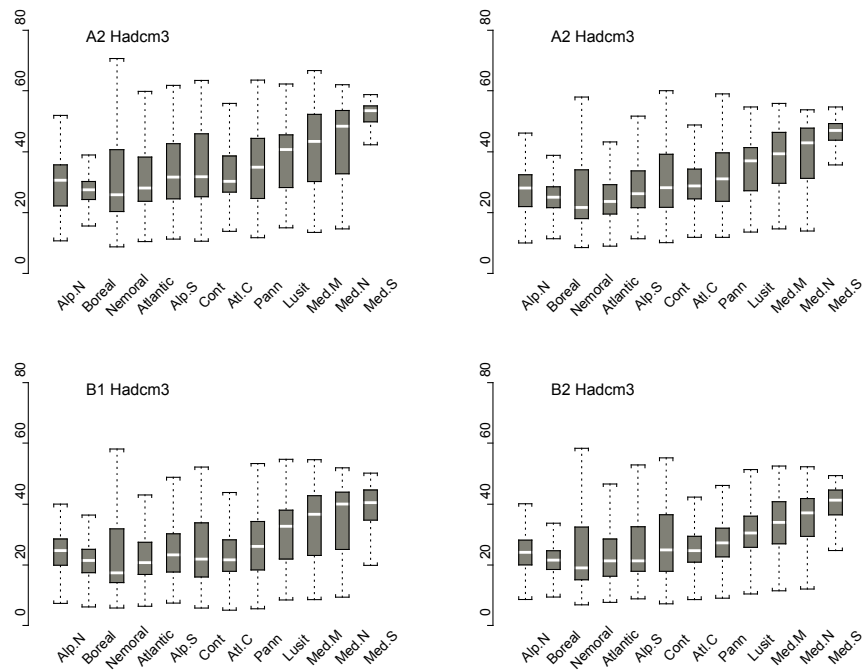 A2 Hadcm3
80
60
40
20
0
Alp.N
Boreal
Nemoral
Atlantic
Alp.S
Cont
Atl.C
Pann
Lusit
Med.M
Med.N
Med.S
A2 Hadcm3
80
60
40
20
0
Alp.N
Boreal
Nemoral
Atlantic
Alp.S
Cont
Atl.C
Pann
Lusit
Med.M
Med.N
Med.S
B1 Hadcm3
80
60
40
20
0
Alp.N
Boreal
Nemoral
Atlantic
Alp.S
Cont
Atl.C
Pann
Lusit
Med.M
Med.N
Med.S
B2 Hadcm3
80
60
40
20
0
Alp.N
Boreal
Nemoral
Atlantic
Alp.S
Cont
Atl.C
Pann
Lusit
Med.M
Med.N
Med.S